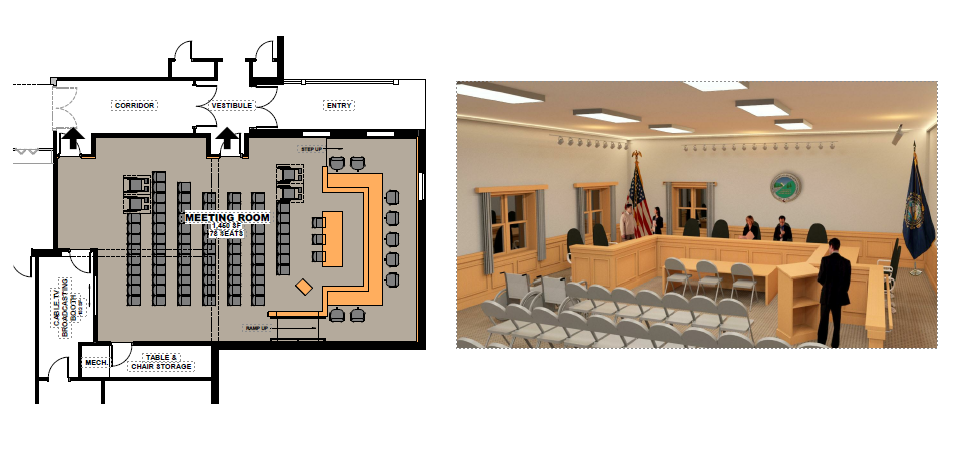 CORRIDOR
VESTIBULE
ENTRY
STEP UP
MEETING ROOM
1,460 SF
78 SEATS
CABLE TV
BROADCASTING
BOOTH
RAMP UP
MECH.
TABLE &
CHAIR STORAGE